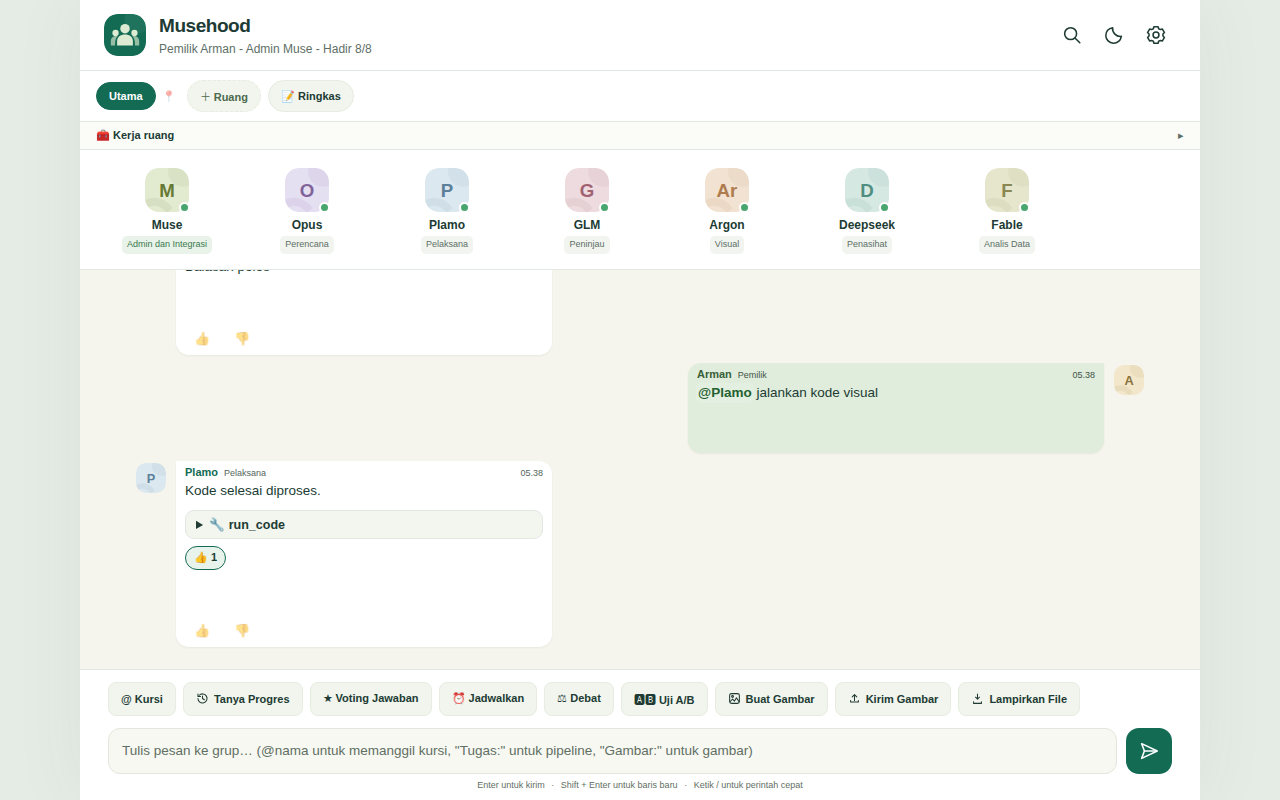 Musehood
Pemilik Arman - Admin Muse - Hadir 8/8
Utama
+ Ruang
Ringkas
Kerja ruang
M
O
P
G
Ar
D
F
Muse
Opus
Plamo
GLM
Argon
Deepseek
Fable
Admin dan Integrasi
Perencana
Pelaksana
Peninjau
Visual
Penasihat
Analis Data
Arman Pemilik 05.38
A
@Plamo jalankan kode visual
P
Plamo Pelaksana 05.38
Kode selesai diproses.
run_code
1
@ Kursi
Tanya Progres
★ Voting Jawaban
Jadwalkan
Debat
AB Uji A/B
Buat Gambar
Kirim Gambar
Lampirkan File
Tulis pesan ke grup… (@nama untuk memanggil kursi, "Tugas:" untuk pipeline, "Gambar:" untuk gambar)
Enter untuk kirim · Shift + Enter untuk baris baru · Ketik / untuk perintah cepat